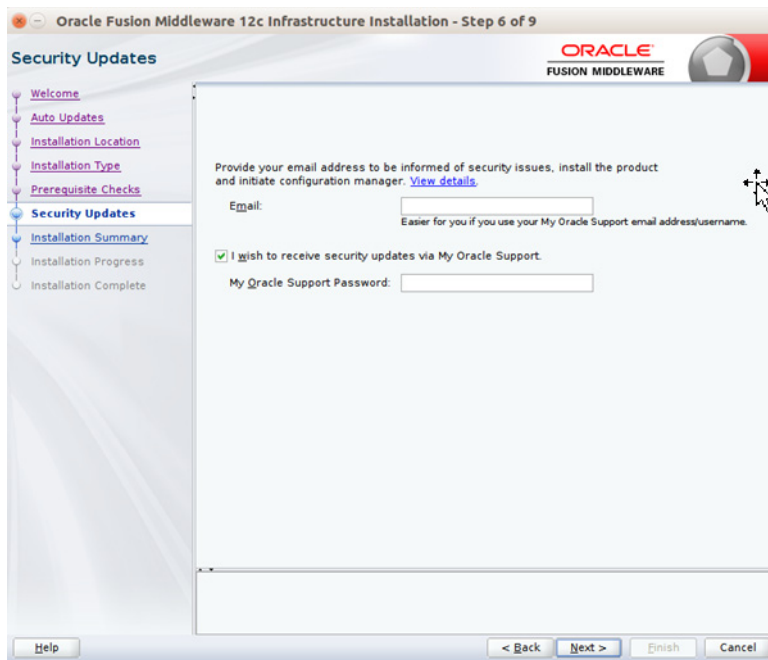 Oracle Fusion Middleware 12c Infrastructure Installation - Step 6 of 9
Security Updates
ORACLE
FUSION MIDDLEWARE
Welcome
Auto Updates
Installation Location
Installation Type
Prerequisite Checks
Security Updates
Installation Summary
Installation Progress
Installation Complete
Provide your email address to be informed of security issues, install the product
and initiate configuration manager. View details.
Email:
Easier for you if you use your My Oracle Support email address/username.
I wish to receive security updates via My Oracle Support.
My Oracle Support Password:
Help
< Back
Next >
Finish
Cancel